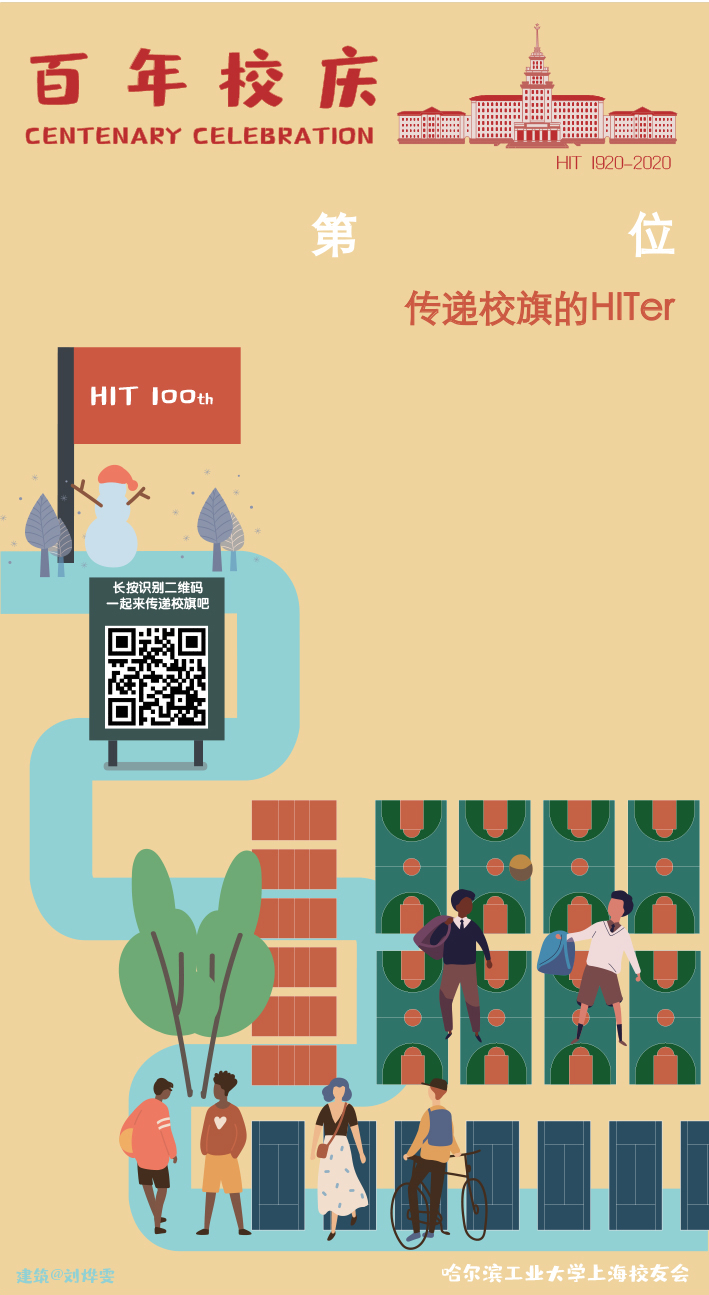 百年校庆
CENTENARY CELEBRATION
HIT 1920-2020
第 位
传递校旗的HITer
HIT 100th
长按识别二维码
一起来传递校旗吧
建筑@刘烨雯
哈尔滨工业大学上海校友会